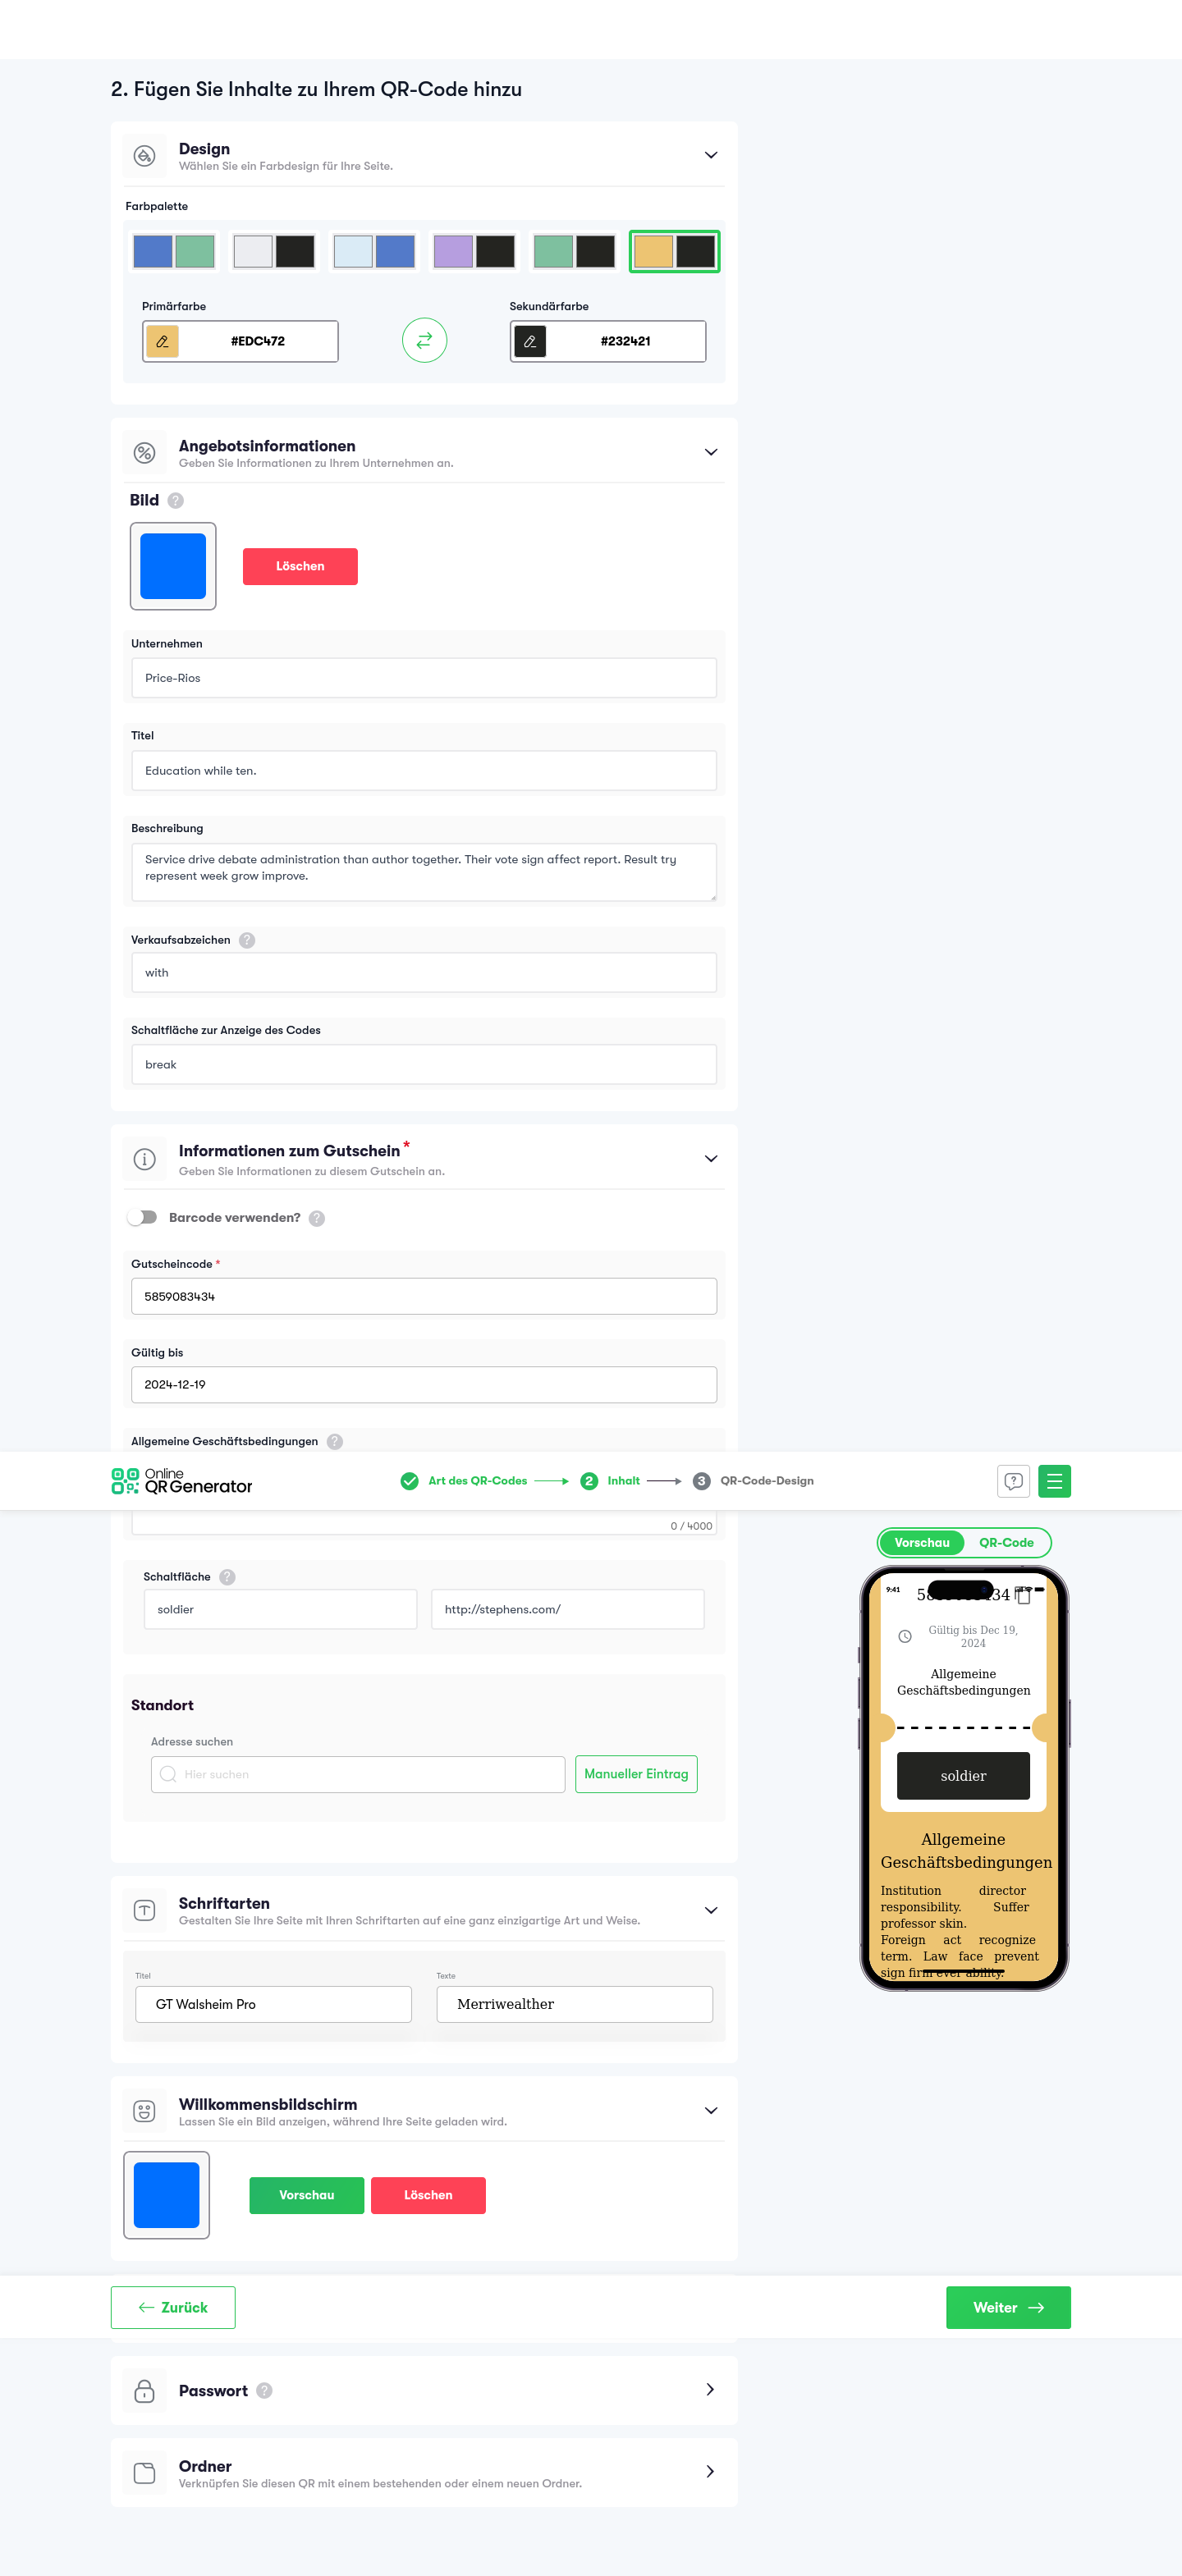 2. Fügen Sie Inhalte zu Ihrem QR-Code hinzu
Design
Wählen Sie ein Farbdesign für Ihre Seite.
Farbpalette
Primärfarbe
#EDC472
Sekundärfarbe
#232421
Angebotsinformationen
Geben Sie Informationen zu Ihrem Unternehmen an.
Bild ?
Löschen
Unternehmen
Price-Rios
Titel
Education while ten.
Beschreibung
Service drive debate administration than author together. Their vote sign affect report. Result try
represent week grow improve.
Verkaufsabzeichen ?
with
Schaltfläche zur Anzeige des Codes
break
Informationen zum Gutschein *
Geben Sie Informationen zu diesem Gutschein an.
Barcode verwenden? ?
Gutscheincode *
5859083434
Gültig bis
2024-12-19
Allgemeine Geschäftsbedingungen ?
Online
QR Generator
Art des QR-Codes
2 Inhalt
3 QR-Code-Design
0 / 4000
Schaltfläche ?
soldier
http://stephens.com/
Standort
Adresse suchen
Hier suchen
Manueller Eintrag
Schriftarten
Gestalten Sie Ihre Seite mit Ihren Schriftarten auf eine ganz einzigartige Art und Weise.
Titel
GT Walsheim Pro
Texte
Merriwealther
Willkommensbildschirm
Lassen Sie ein Bild anzeigen, während Ihre Seite geladen wird.
Vorschau
Löschen
Zurück
Weiter
Passwort ?
Ordner
Verknüpfen Sie diesen QR mit einem bestehenden oder einem neuen Ordner.
Vorschau
QR-Code
9:41
Gültig bis Dec 19,
2024
Allgemeine
Geschäftsbedingungen
soldier
Allgemeine
Geschäftsbedingungen
Institution director
responsibility. Suffer
professor skin.
Foreign act recognize
term. Law face prevent
sign firm ever ability.